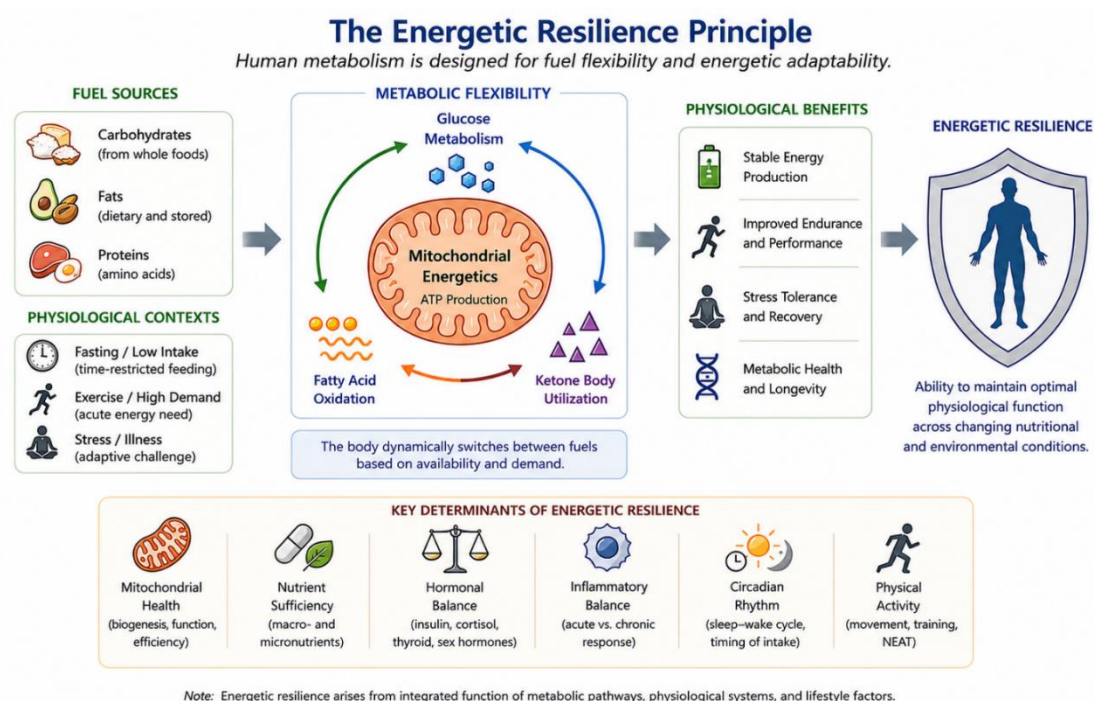 The Energetic Resilience Principle
Human metabolism is designed for fuel flexibility and energetic adaptability.
FUEL SOURCES
Carbohydrates
(from whole foods)
Fats
(dietary and stored)
Proteins
(amino acids)
PHYSIOLOGICAL CONTEXTS
Fasting / Low Intake
(time-restricted feeding)
Exercise / High Demand
(acute energy need)
Stress / Illness
(adaptive challenge)
METABOLIC FLEXIBILITY
Glucose
Metabolism
Mitochondrial
Energetics
ATP Production
Fatty Acid
Oxidation
Ketone Body
Utilization
The body dynamically switches between fuels
based on availability and demand.
PHYSIOLOGICAL BENEFITS
Stable Energy
Production
Improved Endurance
and Performance
Stress Tolerance
and Recovery
Metabolic Health
and Longevity
ENERGETIC RESILIENCE
Ability to maintain optimal
physiological function
across changing nutritional
and environmental conditions.
KEY DETERMINANTS OF ENERGETIC RESILIENCE
Mitochondrial
Health
(biogenesis, function,
efficiency)
Nutrient
Sufficiency
(macro- and
micronutrients)
Hormonal
Balance
(insulin, cortisol,
thyroid, sex hormones)
Inflammatory
Balance
(acute vs. chronic
response)
Circadian
Rhythm
(sleep–wake cycle,
timing of intake)
Physical
Activity
(movement, training,
NEAT)
Note: Energetic resilience arises from integrated function of metabolic pathways, physiological systems, and lifestyle factors.